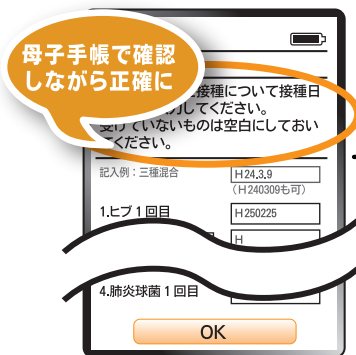 母子手帳で確認
しながら正確に
接種について接種日
してください。
受けていないものは空白にしておい
てください。
記入例：三種混合
H24.3.9
（H240309も可）
1.ヒブ1回目
H250225
H
4.肺炎球菌1回目
OK